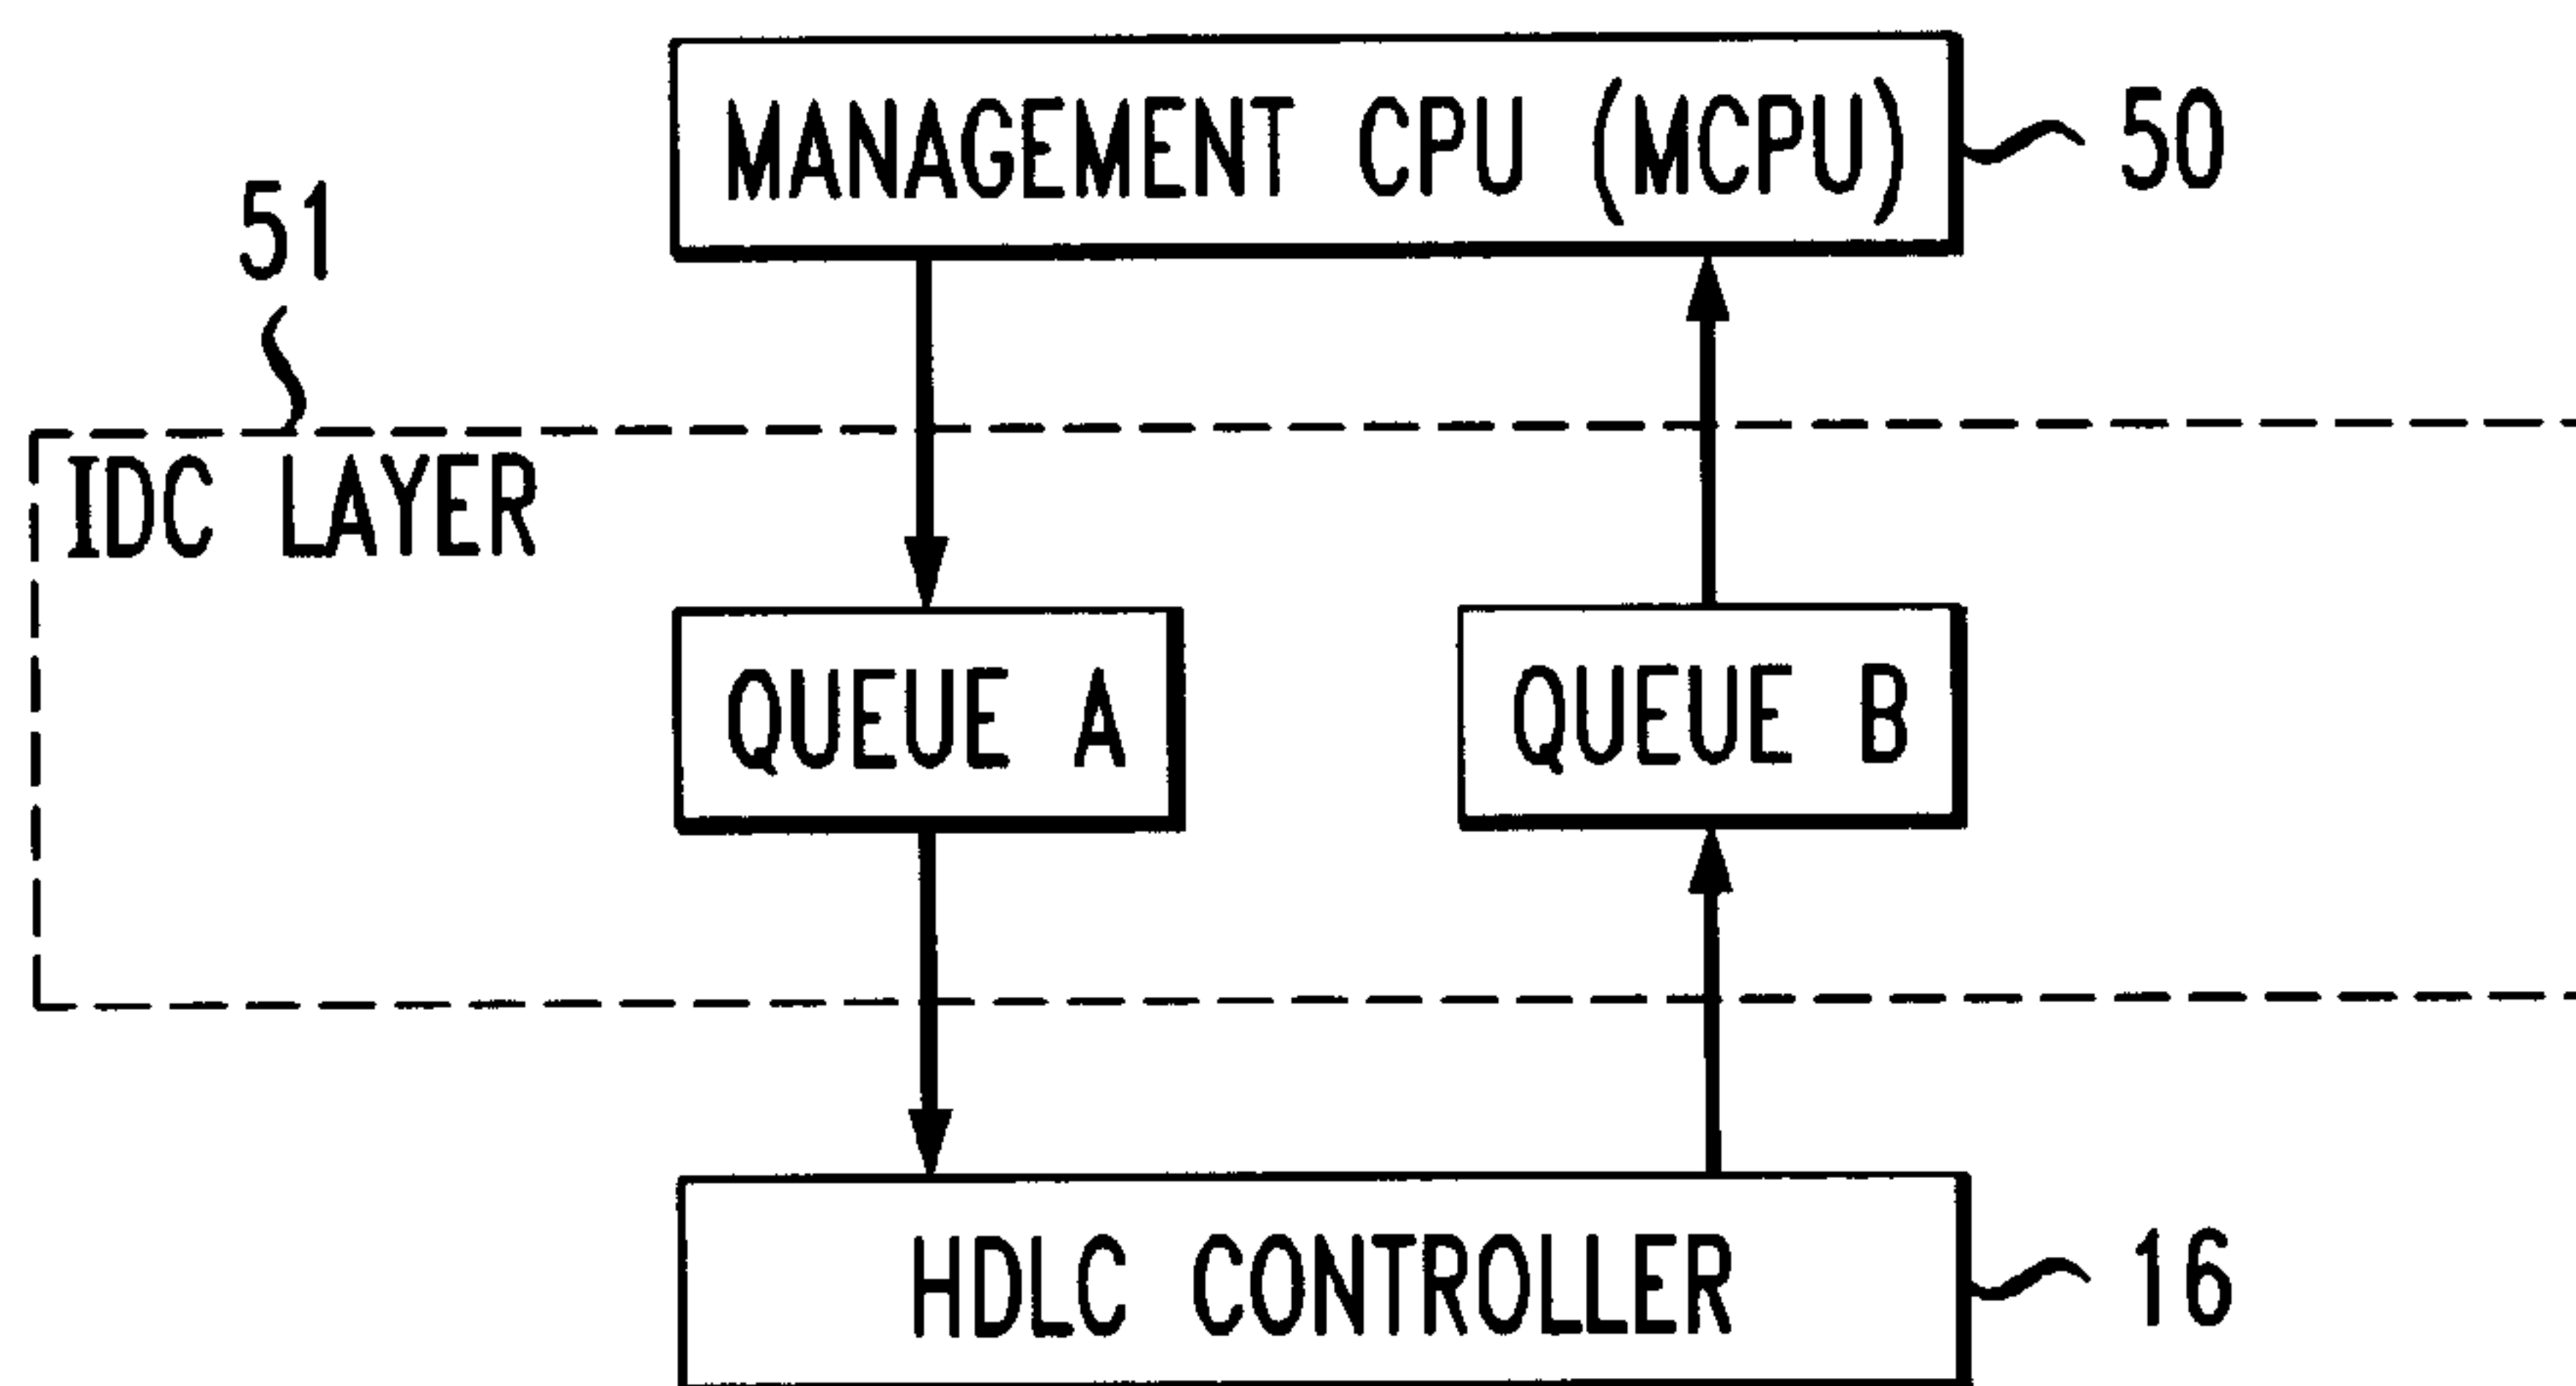 MANAGEMENT CPU (MCPU)
50
51
IDC LAYER
QUEUE A
QUEUE B
HDLC CONTROLLER
16